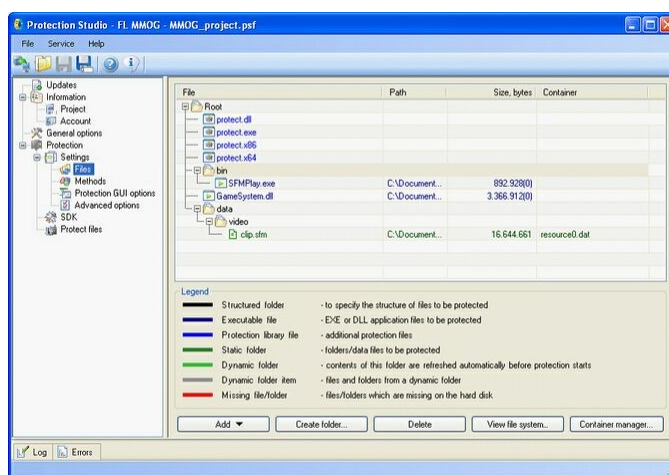 Protection Studio - FL MMOG - MMOG_project.psf
File Service Help
Updates
Information
Project
Account
General options
Protection
Settings
Files
Methods
Protection GUI options
Advanced options
SDK
Protect files
File Path Size, bytes Container
Root
protect.dll
protect.exe
protect.x86
protect.x64
bin
SFMPlay.exe C:\Document... 892.928(0)
GameSystem.dll C:\Document... 3.366.912(0)
data
video
clip.sfm C:\Document... 16.644.661 resource0.dat
Legend
Structured folder - to specify the structure of files to be protected
Executable file - EXE or DLL application files to be protected
Protection library file - additional protection files
Static folder - folders/data files to be protected
Dynamic folder - contents of this folder are refreshed automatically before protection starts
Dynamic folder item - files and folders from a dynamic folder
Missing file/folder - files/folders which are missing on the hard disk
Add Create folder... Delete View file system... Container manager...
Log Errors